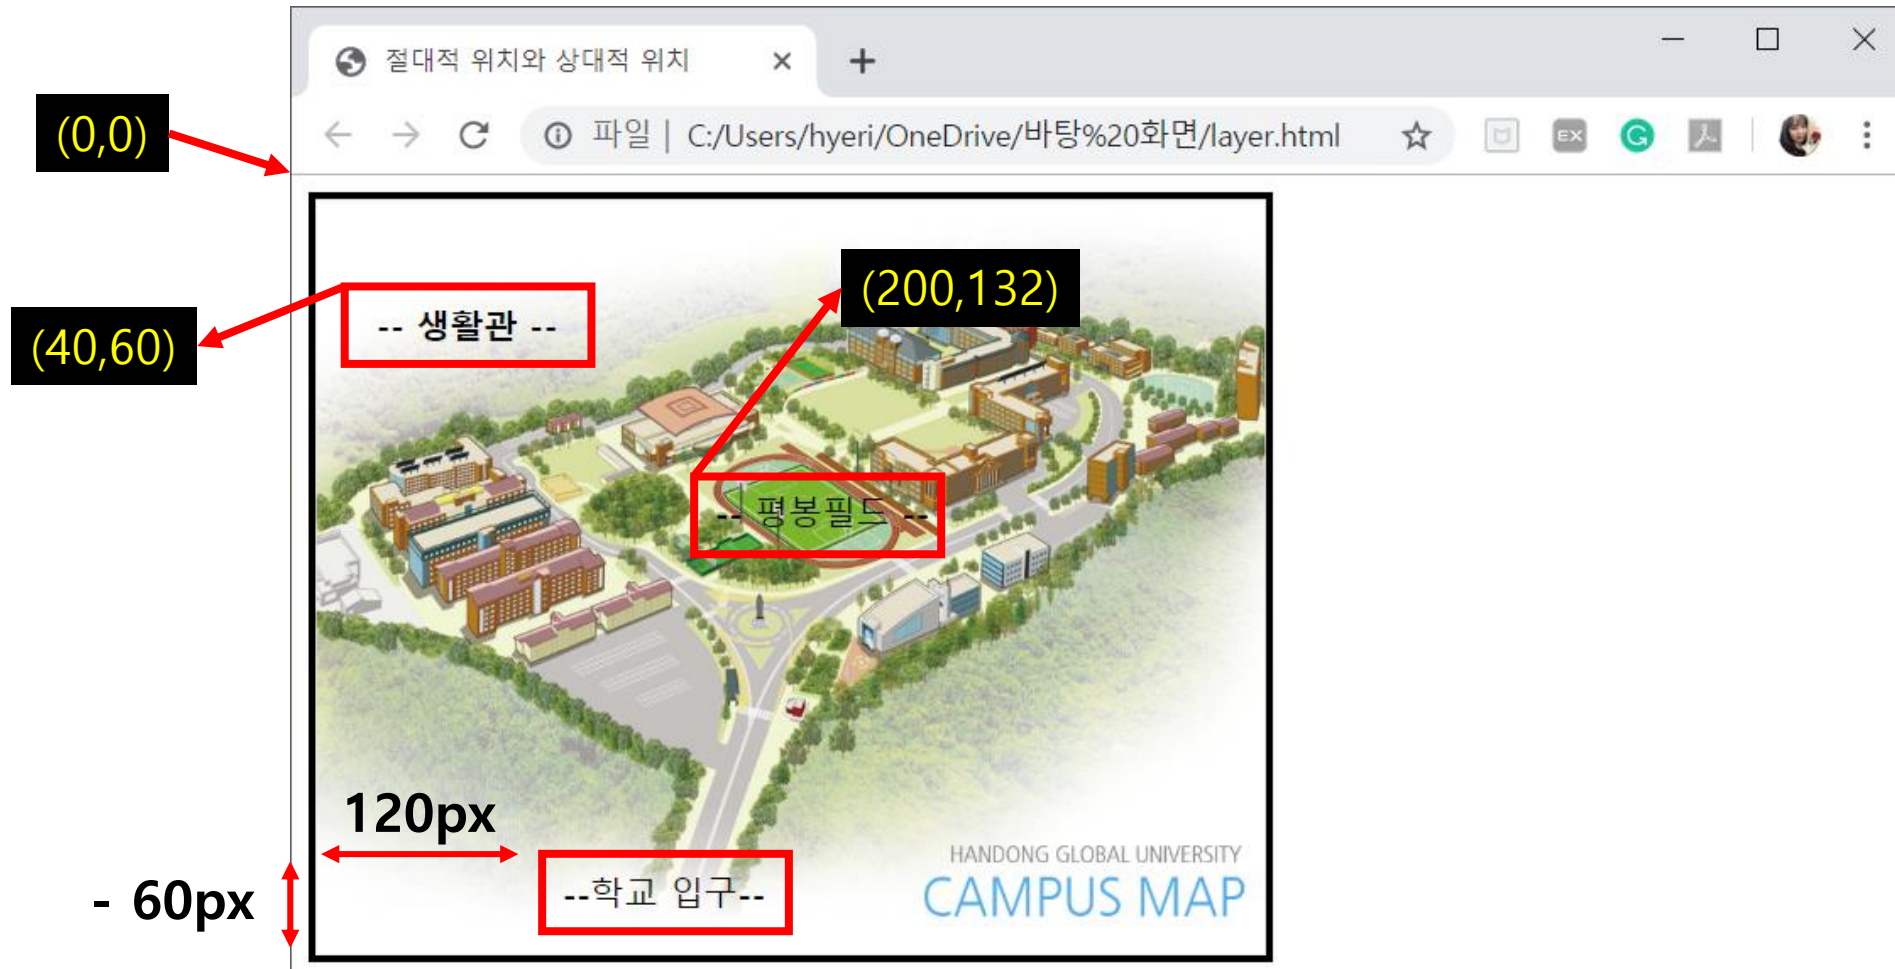 절대적 위치와 상대적 위치
(0,0)
파일 | C:/Users/hyeri/OneDrive/바탕%20화면/layer.html
EX
(200,132)
-- 생활관 --
(40,60)
-- 평봉필드 --
120px
HANDONG GLOBAL UNIVERSITY
CAMPUS MAP
--학교 입구--
- 60px